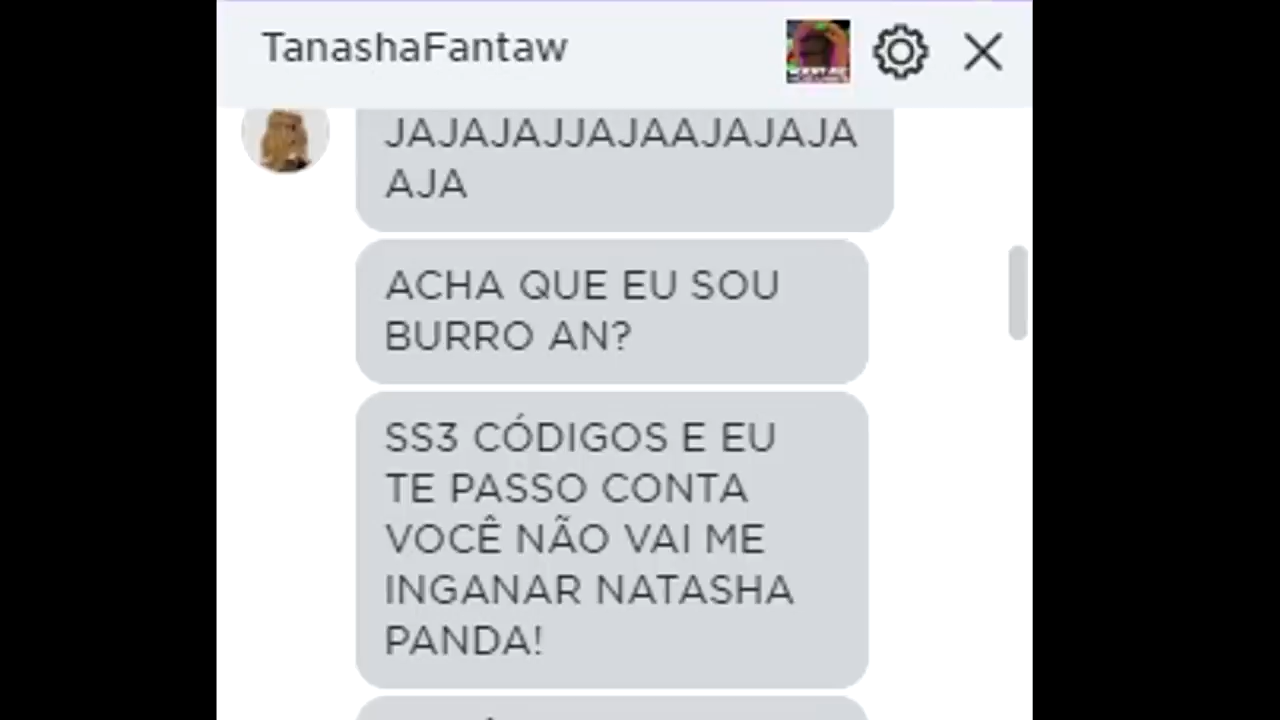 TanashaFantaw
JAJAJAJJAJAAJAJAJA
AJA
ACHA QUE EU SOU
BURRO AN?
SS3 CÓDIGOS E EU
TE PASSO CONTA
VOCÊ NÃO VAI ME
INGANAR NATASHA
PANDA!